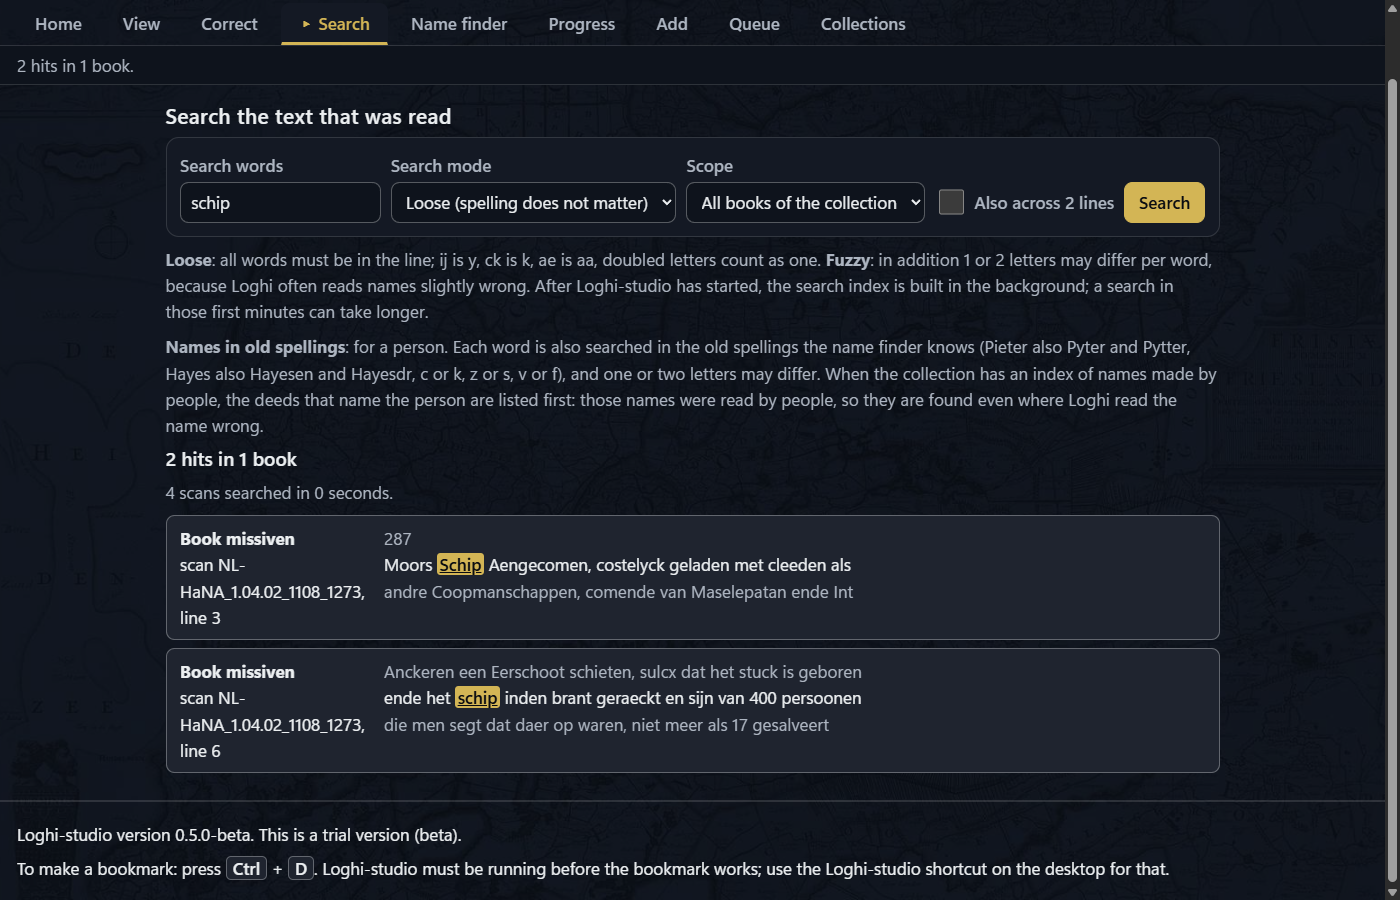 Home View Correct ▸ Search Name finder Progress Add Queue Collections
2 hits in 1 book.
Search the text that was read
Search words Search mode Scope
schip Loose (spelling does not matter) All books of the collection Also across 2 lines Search
Loose: all words must be in the line; ij is y, ck is k, ae is aa, doubled letters count as one. Fuzzy: in addition 1 or 2 letters may differ per word,
because Loghi often reads names slightly wrong. After Loghi-studio has started, the search index is built in the background; a search in
those first minutes can take longer.
Names in old spellings: for a person. Each word is also searched in the old spellings the name finder knows (Pieter also Pyter and Pytter,
Hayes also Hayesen and Hayesdr, c or k, z or s, v or f), and one or two letters may differ. When the collection has an index of names made by
people, the deeds that name the person are listed first: those names were read by people, so they are found even where Loghi read the
name wrong.
2 hits in 1 book
4 scans searched in 0 seconds.
Book missiven
scan NL-
HaNA_1.04.02_1108_1273,
line 3
287
Moors Schip Aengecomen, costelyck geladen met cleeden als
andre Coopmanschappen, comende van Maselepatan ende Int
Book missiven
scan NL-
HaNA_1.04.02_1108_1273,
line 6
Anckeren een Eerschoot schieten, sulcx dat het stuck is geboren
ende het schip inden brant geraeckt en sijn van 400 persoonen
die men segt dat daer op waren, niet meer als 17 gesalveert
Loghi-studio version 0.5.0-beta. This is a trial version (beta).
To make a bookmark: press Ctrl + D. Loghi-studio must be running before the bookmark works; use the Loghi-studio shortcut on the desktop for that.